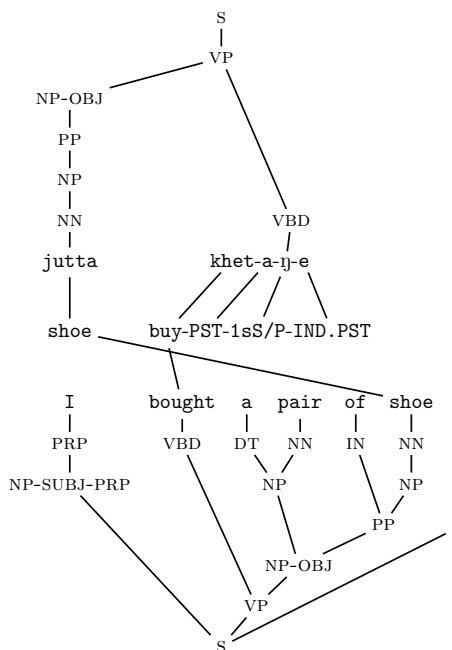 S
VP
NP-OBJ
PP
NP
NN VBD
jutta khet-a-ŋ-e
shoe buy-PST-1sS/P-IND.PST
I bought a pair of shoe
PRP VBD DT NN IN NN
NP-SUBJ-PRP NP NP
PP
NP-OBJ
VP
S